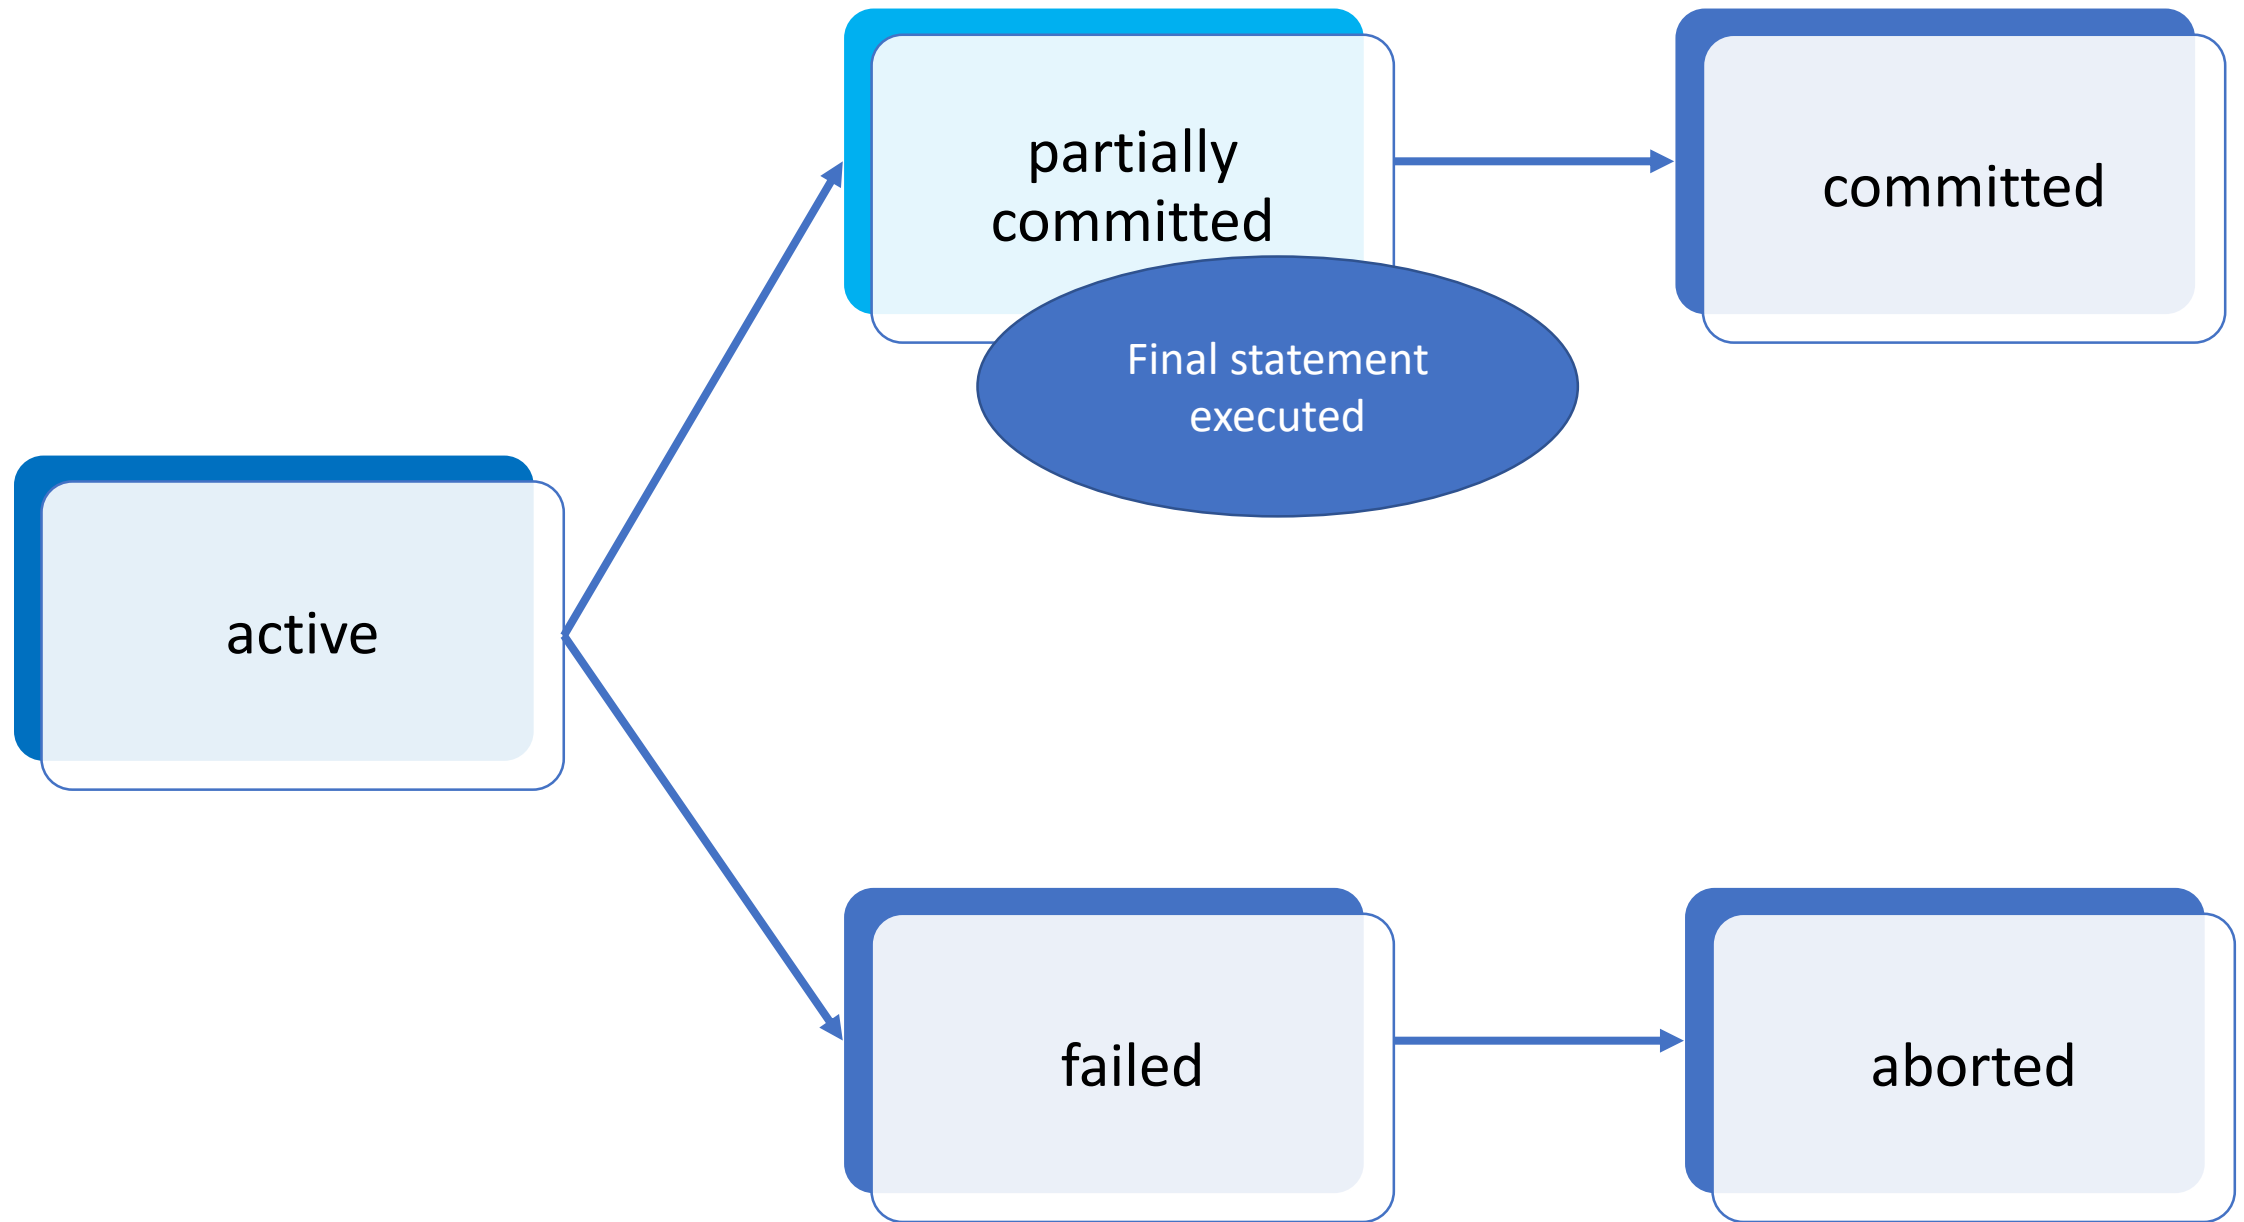 partially
committed
committed
Final statement
executed
active
failed
aborted